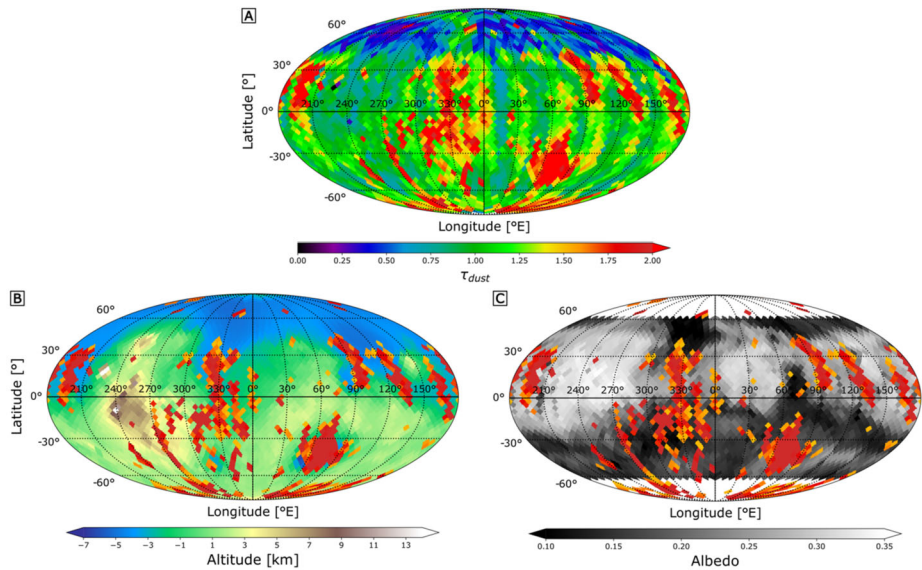 A
60°
30°
210° 240° 270° 300° 330° 0° 30° 60° 90° 120° 150°
0°
-30°
-60°
Latitude [°]
Longitude [°E]
0.00 0.25 0.50 0.75 1.00 1.25 1.50 1.75 2.00
τdust
B
60°
30°
210° 240° 270° 300° 330° 0° 30° 60° 90° 120° 150°
0°
-30°
-60°
Latitude [°]
Longitude [°E]
−7 −5 −3 −1 1 3 5 7 9 11 13
Altitude [km]
C
60°
30°
210° 240° 270° 300° 330° 0° 30° 60° 90° 120° 150°
0°
-30°
-60°
Longitude [°E]
0.10 0.15 0.20 0.25 0.30 0.35
Albedo